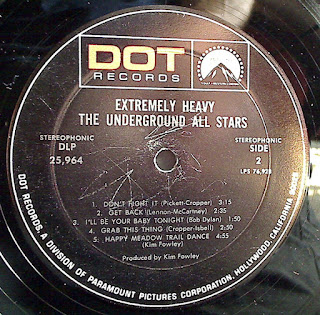 DOT
RECORDS
EXTREMELY HEAVY
THE UNDERGROUND ALL STARS
STEREOPHONIC
DLP
25,964
STEREOPHONIC
SIDE
2
LPS 76,928
1. DON'T FIGHT IT (Pickett-Cropper) 3:15
2. GET BACK (Lennon-McCartney) 2:35
3. I'LL BE YOUR BABY TONIGHT (Bob Dylan) 1:50
4. GRAB THIS THING (Cropper-Isbell) 2:50
5. HAPPY MEADOW TRAIL DANCE 4:55
(Kim Fowley)
Produced by Kim Fowley
DOT RECORDS, A DIVISION OF PARAMOUNT PICTURES CORPORATION, HOLLYWOOD, CALIFORNIA